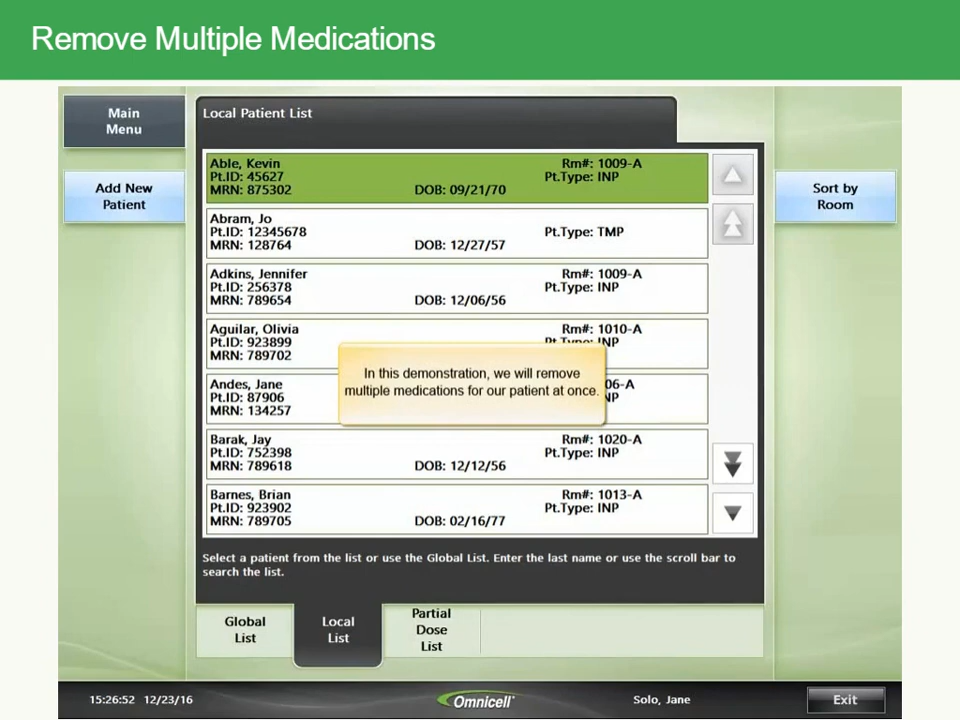 Remove Multiple Medications
Main
Menu
Add New
Patient
Local Patient List
Able, Kevin Rm#: 1009-A
Pt.ID: 45627 Pt.Type: INP
MRN: 875302 DOB: 09/21/70
Abram, Jo
Pt.ID: 12345678 Pt.Type: TMP
MRN: 128764 DOB: 12/27/57
Adkins, Jennifer Rm#: 1009-A
Pt.ID: 256378 Pt.Type: INP
MRN: 789654 DOB: 12/06/56
Aguilar, Olivia Rm#: 1010-A
Pt.ID: 923899 Pt.Type: INP
MRN: 789702
In this demonstration, we will remove
multiple medications for our patient at once.
Andes, Jane 06-A
Pt.ID: 87906 NP
MRN: 134257
Barak, Jay Rm#: 1020-A
Pt.ID: 752398 Pt.Type: INP
MRN: 789618 DOB: 12/12/56
Barnes, Brian Rm#: 1013-A
Pt.ID: 923902 Pt.Type: INP
MRN: 789705 DOB: 02/16/77
Sort by
Room
Select a patient from the list or use the Global List. Enter the last name or use the scroll bar to
search the list.
Global
List
Local
List
Partial
Dose
List
15:26:52 12/23/16 Omnicell Solo, Jane Exit